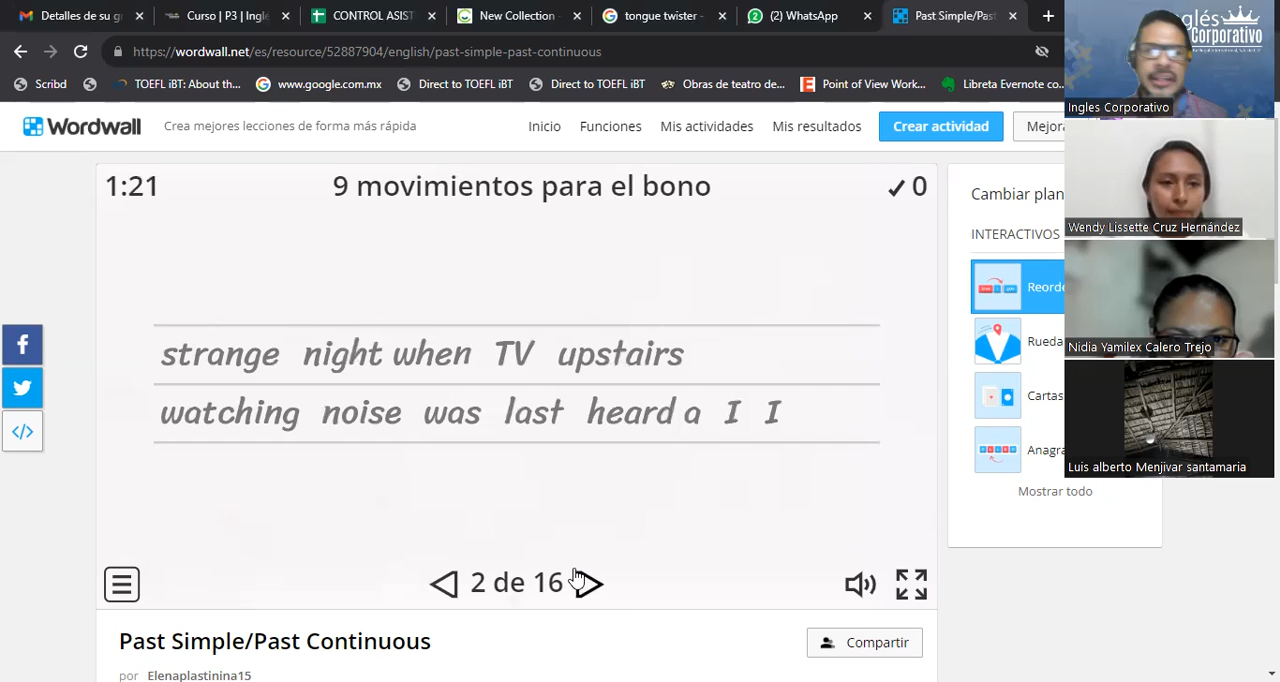 Detalles de su gr
Curso | P3 | Inglé
CONTROL ASIST
New Collection
tongue twister -
(2) WhatsApp
Past Simple/Past
https://wordwall.net/es/resource/52887904/english/past-simple-past-continuous
Scribd
TOEFL iBT: About th...
www.google.com.mx
Direct to TOEFL iBT
Direct to TOEFL iBT
Obras de teatro de...
Point of View Work...
Libreta Evernote co...
Wordwall
Crea mejores lecciones de forma más rápida
Inicio
Funciones
Mis actividades
Mis resultados
Crear actividad
Mejora
1:21
9 movimientos para el bono
✓ 0
strange night when TV upstairs
watching noise was last heard a I I
2 de 16
Past Simple/Past Continuous
por Elenaplastinina15
Compartir
Cambiar plan
INTERACTIVOS
Reorde
Rueda
Cartas
Anagra
Mostrar todo
glés
Corporativo
Ingles Corporativo
Wendy Lissette Cruz Hernández
Nidia Yamilex Calero Trejo
Luis alberto Menjivar santamaria